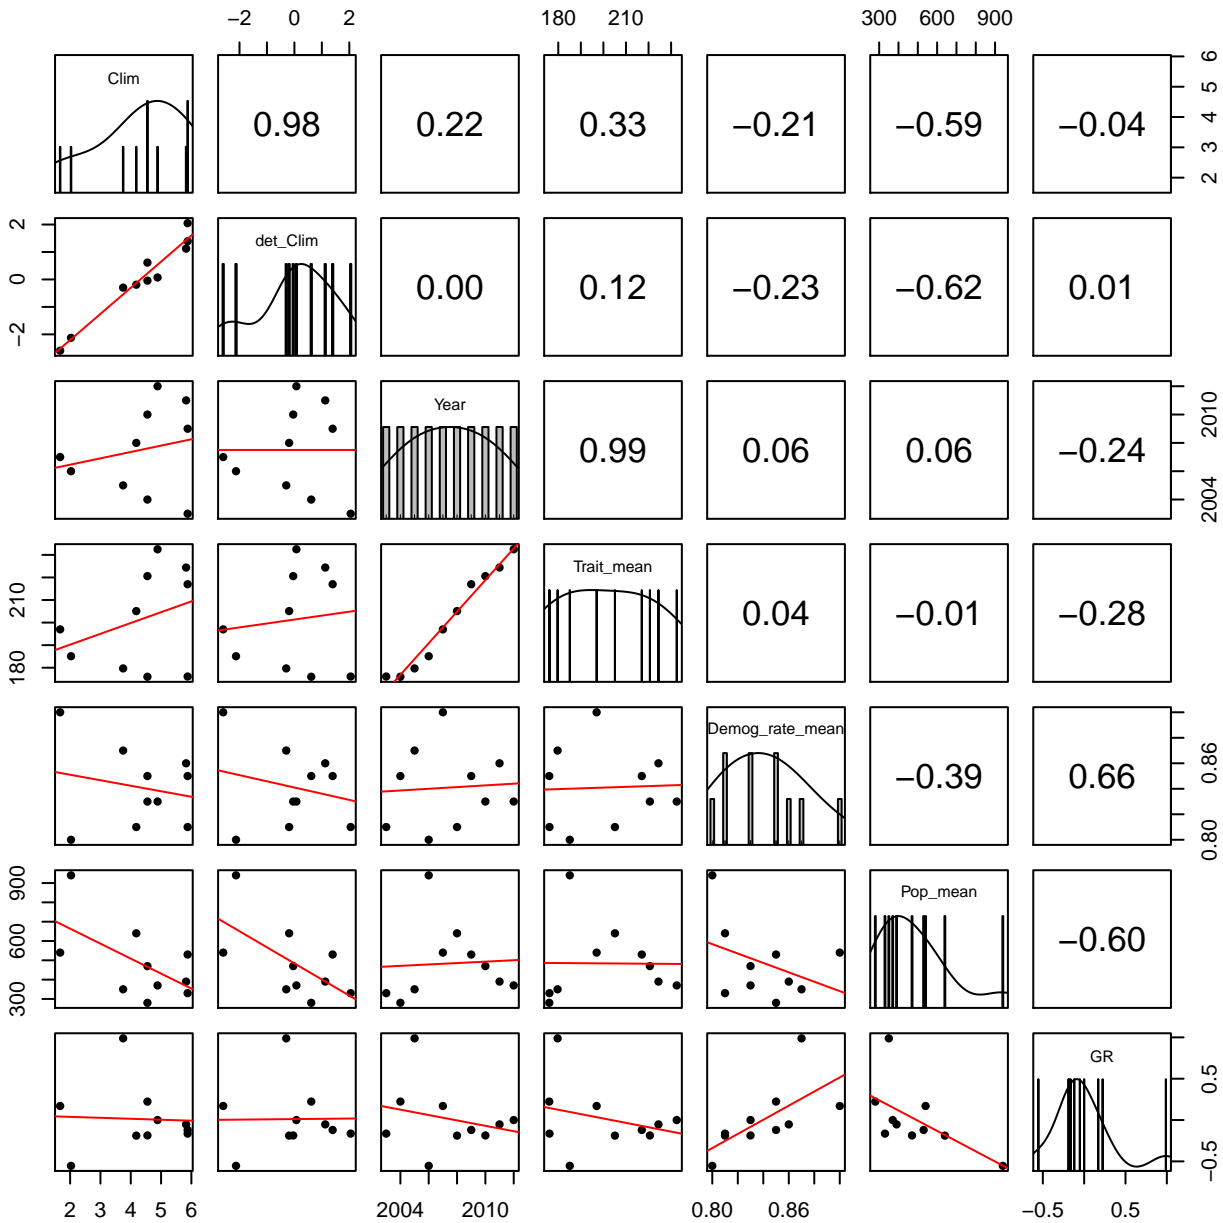 −2 0 2 180 210 300 600 900
Clim
0.98
0.22
0.33
−0.21
−0.59
−0.04
2 3 4 5 6
−2 0 2
det_Clim
0.00
0.12
−0.23
−0.62
0.01
Year
0.99
0.06
0.06
−0.24
2004 2010
180 210
Trait_mean
0.04
−0.01
−0.28
Demog_rate_mean
−0.39
0.66
0.80 0.86
300 600 900
Pop_mean
−0.60
GR
−0.5 0.5
2 3 4 5 6 2004 2010 0.80 0.86 −0.5 0.5